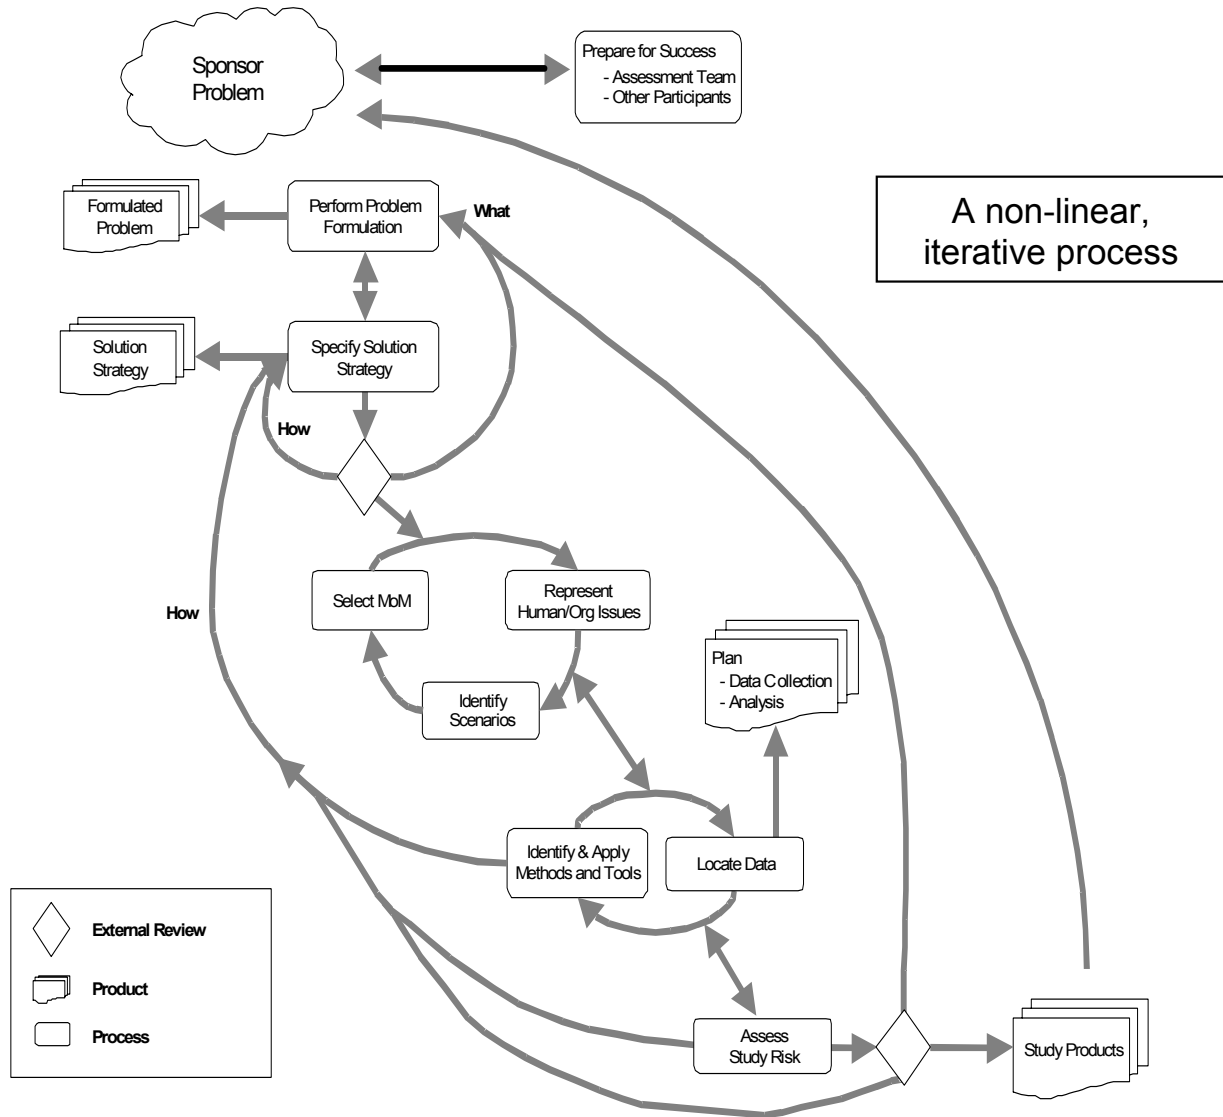 Sponsor
Problem
Prepare for Success
- Assessment Team
- Other Participants
A non-linear,
iterative process
Formulated
Problem
Perform Problem
Formulation
What
Solution
Strategy
Specify Solution
Strategy
How
How
Select MoM
Represent
Human/Org Issues
Identify
Scenarios
Plan
- Data Collection
- Analysis
Identify & Apply
Methods and Tools
Locate Data
External Review
Product
Process
Assess
Study Risk
Study Products